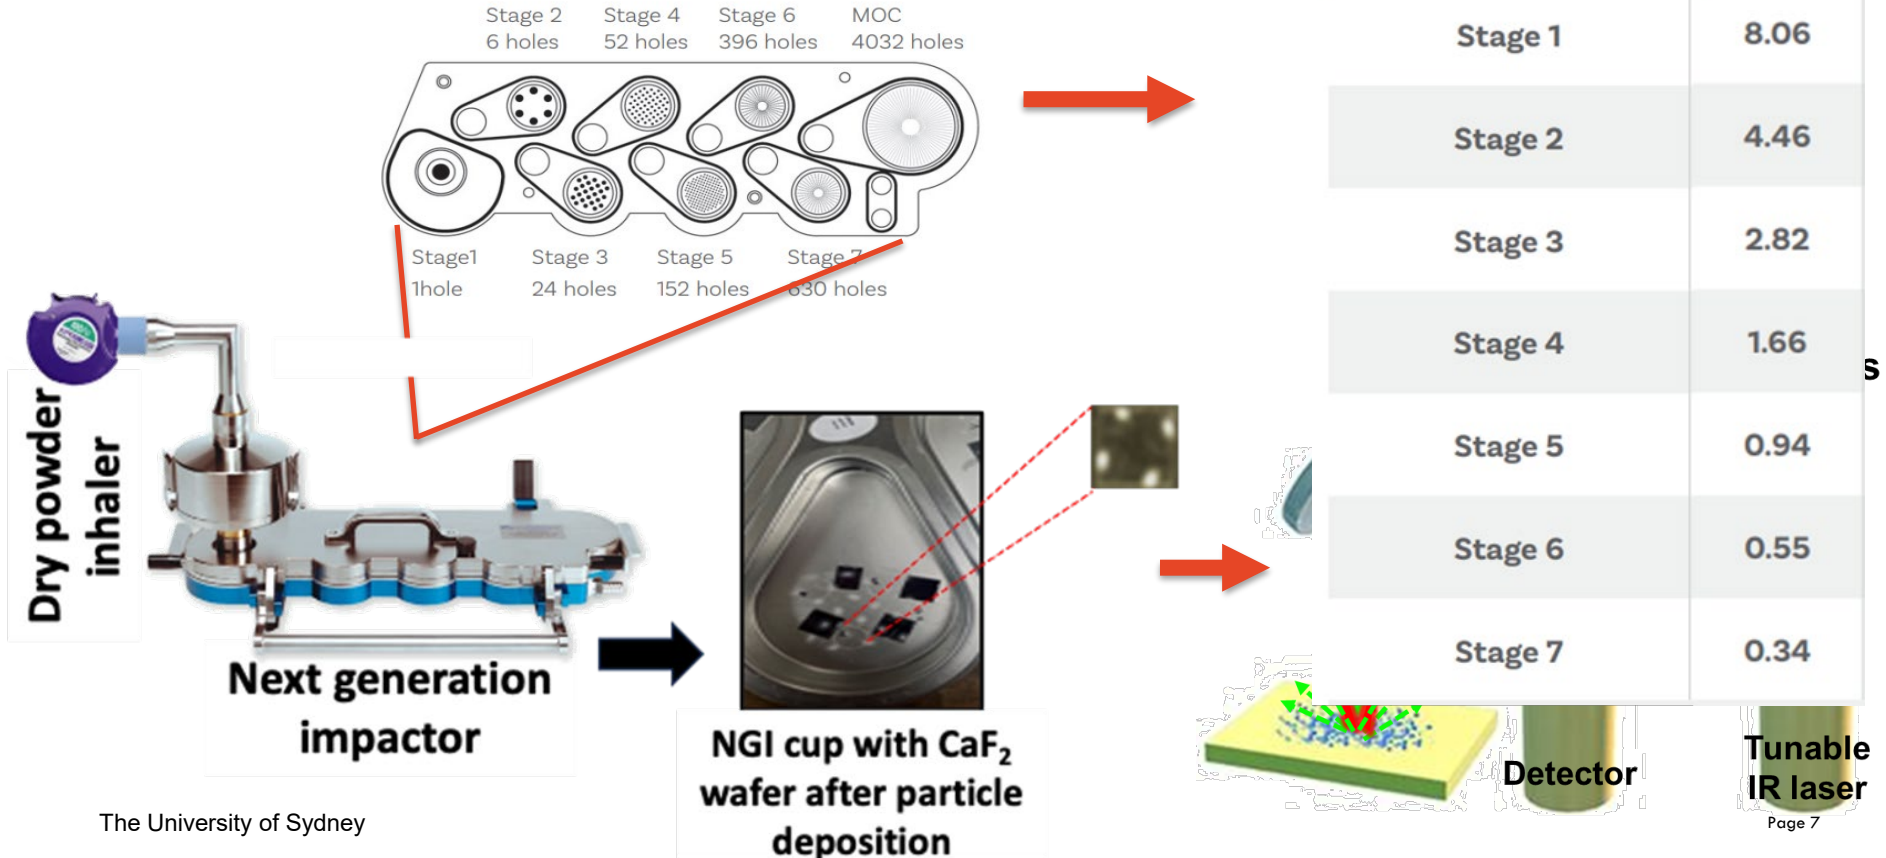 Stage 2
6 holes
Stage 4
52 holes
Stage 6
396 holes
MOC
4032 holes
Stage1
1hole
Stage 3
24 holes
Stage 5
152 holes
Stage 7
630 holes
Stage 1 8.06
Stage 2 4.46
Stage 3 2.82
Stage 4 1.66
Stage 5 0.94
Stage 6 0.55
Stage 7 0.34
s
Dry powder
inhaler
Next generation
impactor
NGI cup with CaF₂
wafer after particle
deposition
Detector
Tunable
IR laser
The University of Sydney
Page 7